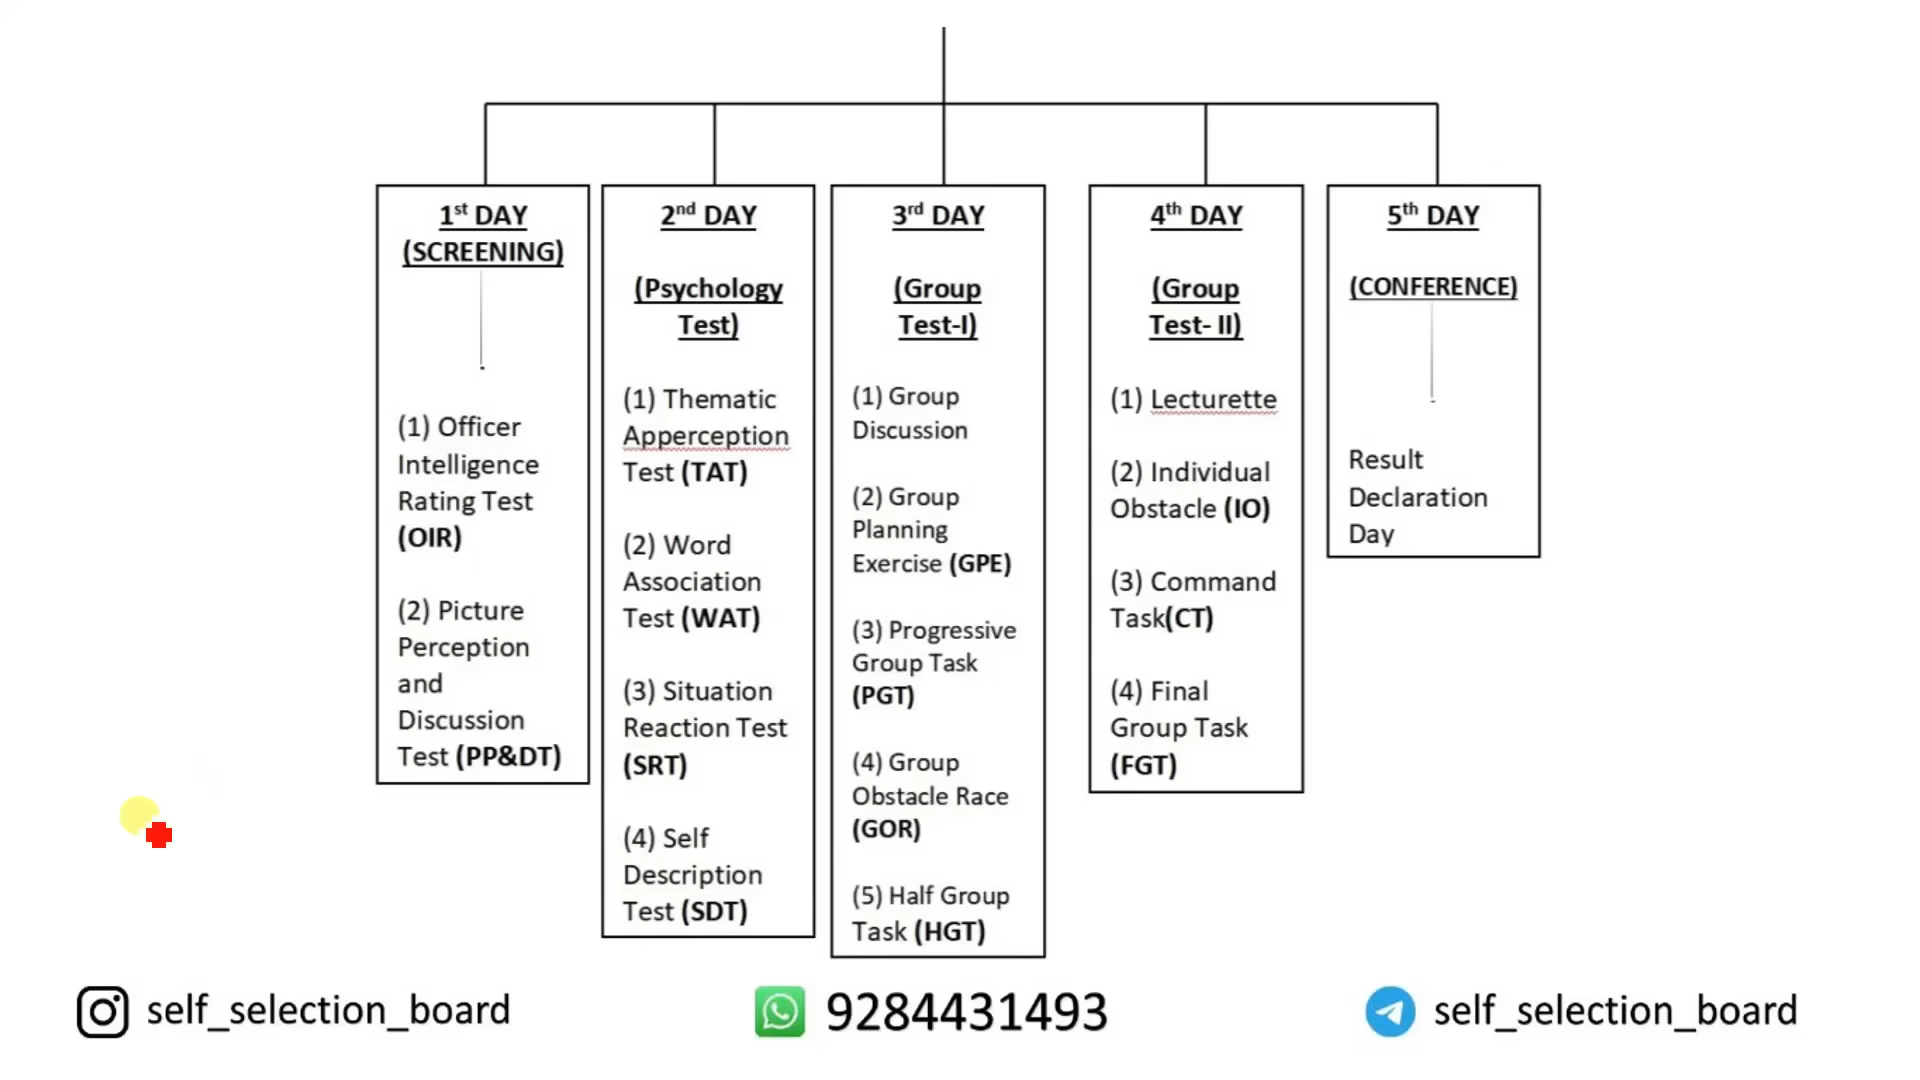 1st DAY
(SCREENING)
(1) Officer
Intelligence
Rating Test
(OIR)
(2) Picture
Perception
and
Discussion
Test (PP&DT)
2nd DAY
(Psychology
Test)
(1) Thematic
Apperception
Test (TAT)
(2) Word
Association
Test (WAT)
(3) Situation
Reaction Test
(SRT)
(4) Self
Description
Test (SDT)
3rd DAY
(Group
Test-I)
(1) Group
Discussion
(2) Group
Planning
Exercise (GPE)
(3) Progressive
Group Task
(PGT)
(4) Group
Obstacle Race
(GOR)
(5) Half Group
Task (HGT)
4th DAY
(Group
Test- II)
(1) Lecturette
(2) Individual
Obstacle (IO)
(3) Command
Task(CT)
(4) Final
Group Task
(FGT)
5th DAY
(CONFERENCE)
Result
Declaration
Day
self_selection_board
9284431493
self_selection_board